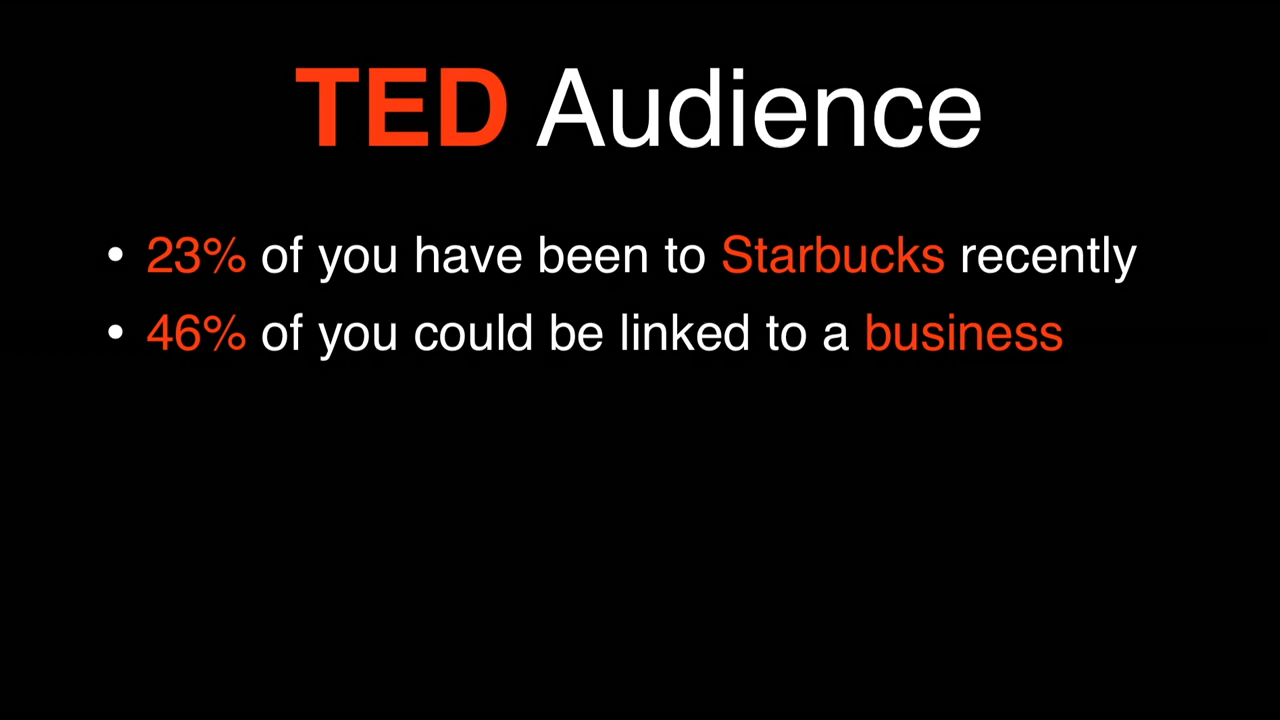 TED Audience
• 23% of you have been to Starbucks recently
• 46% of you could be linked to a business